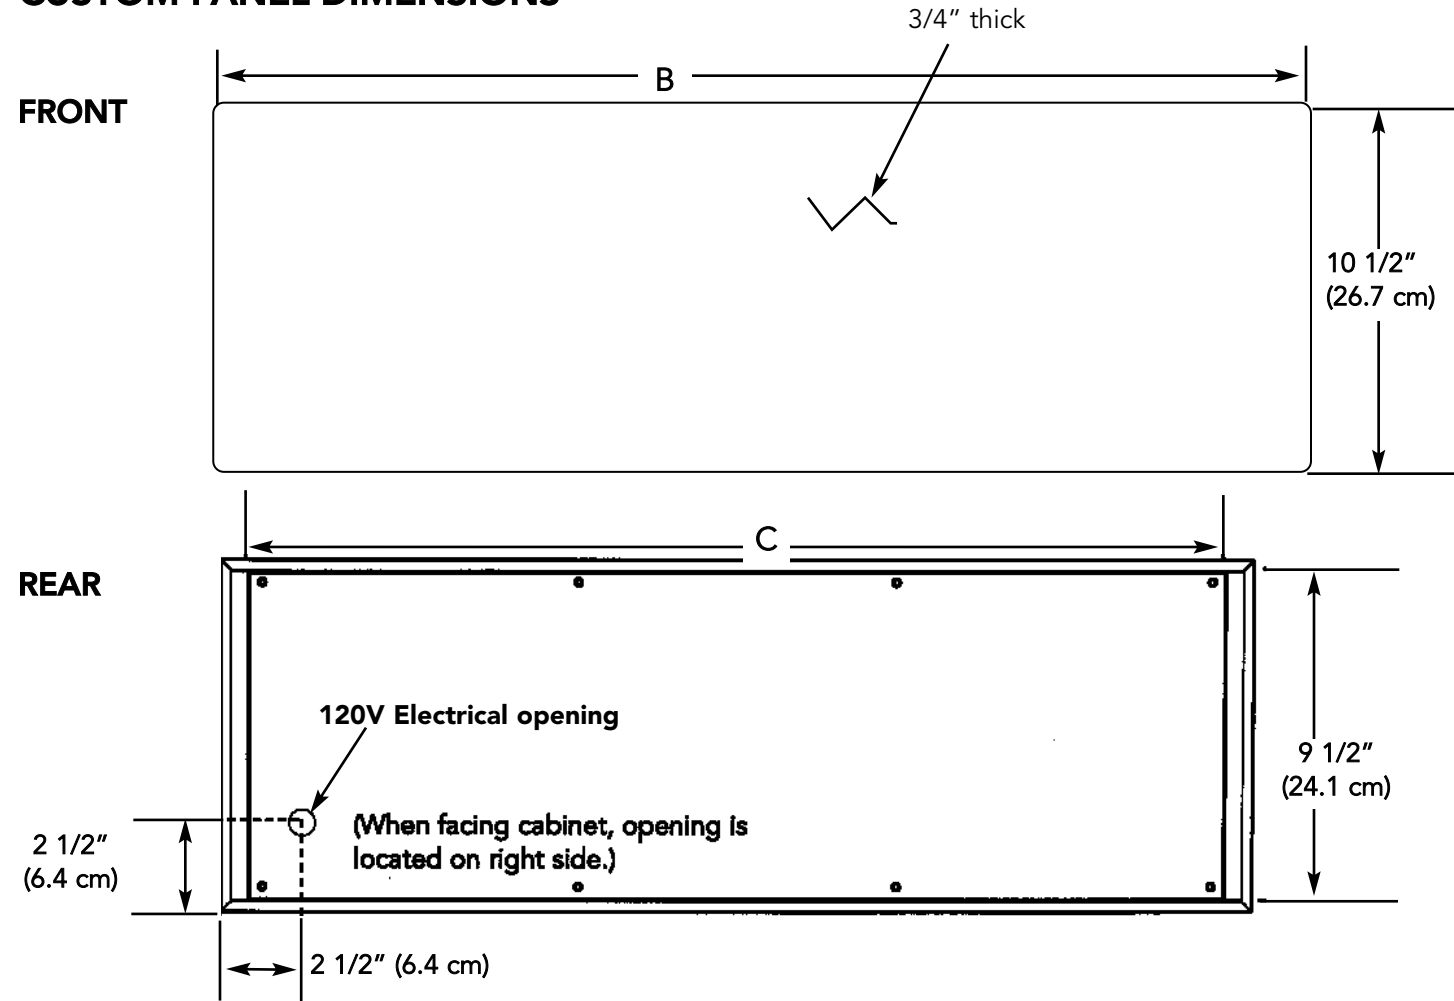 CUSTOM PANEL DIMENSIONS
3/4” thick
B
FRONT
10 1/2”
(26.7 cm)
C
REAR
120V Electrical opening
9 1/2”
(24.1 cm)
(When facing cabinet, opening is
located on right side.)
2 1/2”
(6.4 cm)
2 1/2” (6.4 cm)